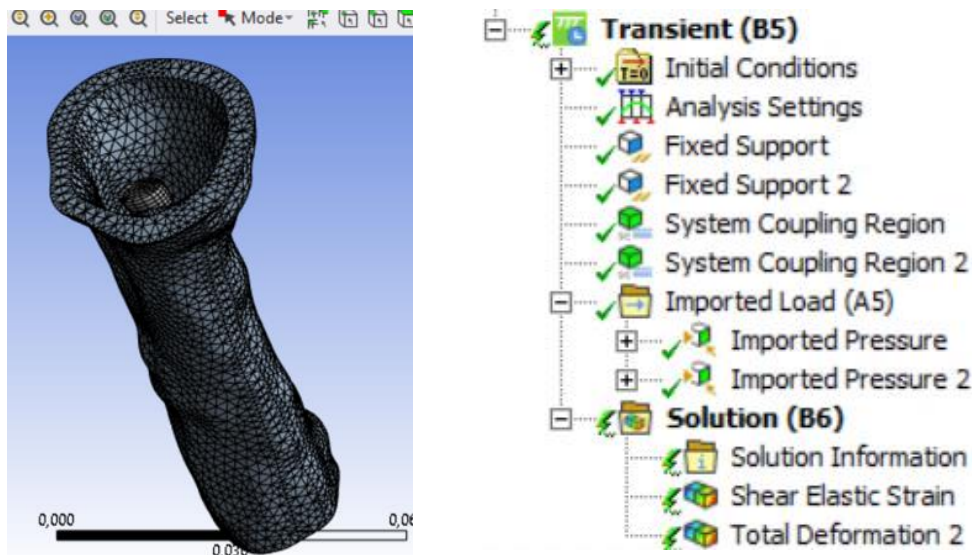 Select Mode
0,000
0,0
0.03
Transient (B5)
Initial Conditions
T=0
Analysis Settings
Fixed Support
Fixed Support 2
System Coupling Region
System Coupling Region 2
Imported Load (A5)
Imported Pressure
Imported Pressure 2
Solution (B6)
Solution Information
Shear Elastic Strain
Total Deformation 2